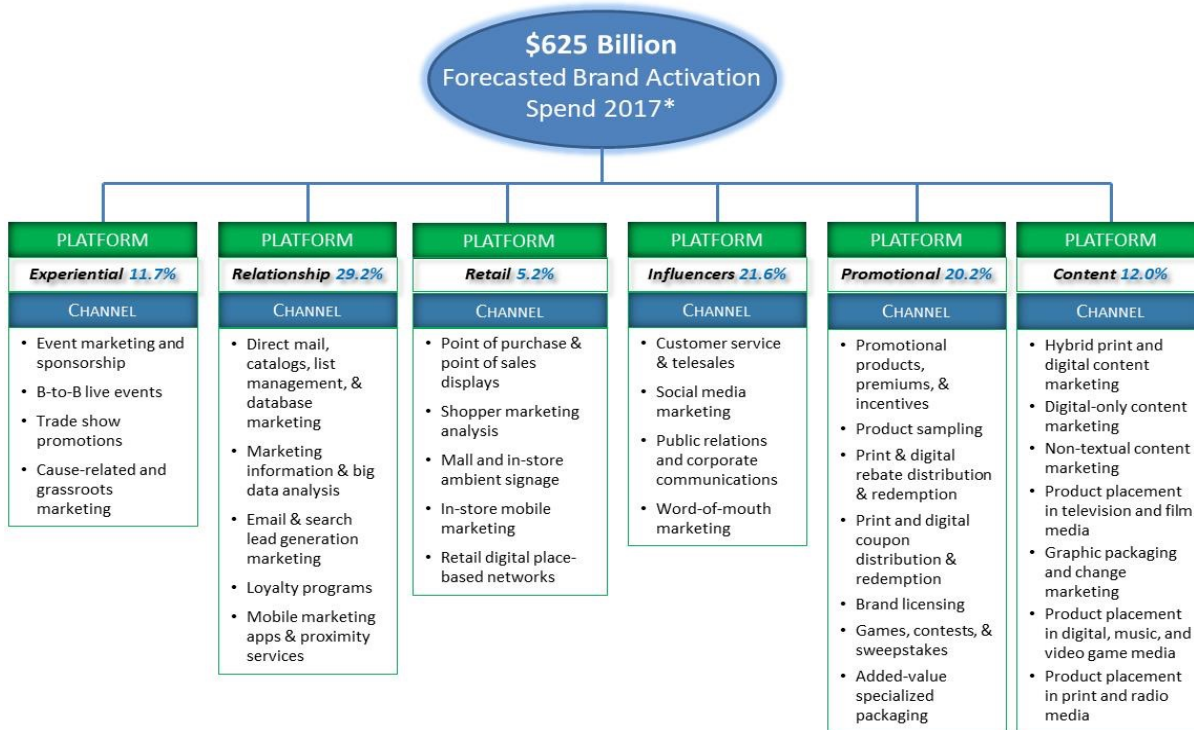 $625 Billion
Forecasted Brand Activation
Spend 2017*
PLATFORM
Experiential 11.7%
CHANNEL
• Event marketing and
sponsorship
• B-to-B live events
• Trade show
promotions
• Cause-related and
grassroots
marketing
PLATFORM
Relationship 29.2%
CHANNEL
• Direct mail,
catalogs, list
management, &
database
marketing
• Marketing
information & big
data analysis
• Email & search
lead generation
marketing
• Loyalty programs
• Mobile marketing
apps & proximity
services
PLATFORM
Retail 5.2%
CHANNEL
• Point of purchase &
point of sales
displays
• Shopper marketing
analysis
• Mall and in-store
ambient signage
• In-store mobile
marketing
• Retail digital place-
based networks
PLATFORM
Influencers 21.6%
CHANNEL
• Customer service
& telesales
• Social media
marketing
• Public relations
and corporate
communications
• Word-of-mouth
marketing
PLATFORM
Promotional 20.2%
CHANNEL
• Promotional
products,
premiums, &
incentives
• Product sampling
• Print & digital
rebate distribution
& redemption
• Print and digital
coupon
distribution &
redemption
• Brand licensing
• Games, contests, &
sweepstakes
• Added-value
specialized
packaging
PLATFORM
Content 12.0%
CHANNEL
• Hybrid print and
digital content
marketing
• Digital-only content
marketing
• Non-textual content
marketing
• Product placement
in television and film
media
• Graphic packaging
and change
marketing
• Product placement
in digital, music, and
video game media
• Product placement
in print and radio
media